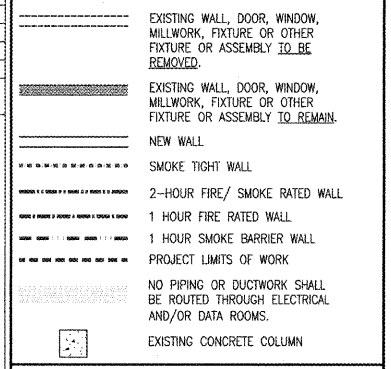 EXISTING WALL, DOOR, WINDOW,
MILLWORK, FIXTURE OR OTHER
FIXTURE OR ASSEMBLY TO BE
REMOVED.
EXISTING WALL, DOOR, WINDOW,
MILLWORK, FIXTURE OR OTHER
FIXTURE OR ASSEMBLY TO REMAIN.
NEW WALL
SMOKE TIGHT WALL
2-HOUR FIRE/ SMOKE RATED WALL
1 HOUR FIRE RATED WALL
1 HOUR SMOKE BARRIER WALL
PROJECT LIMITS OF WORK
NO PIPING OR DUCTWORK SHALL
BE ROUTED THROUGH ELECTRICAL
AND/OR DATA ROOMS.
EXISTING CONCRETE COLUMN